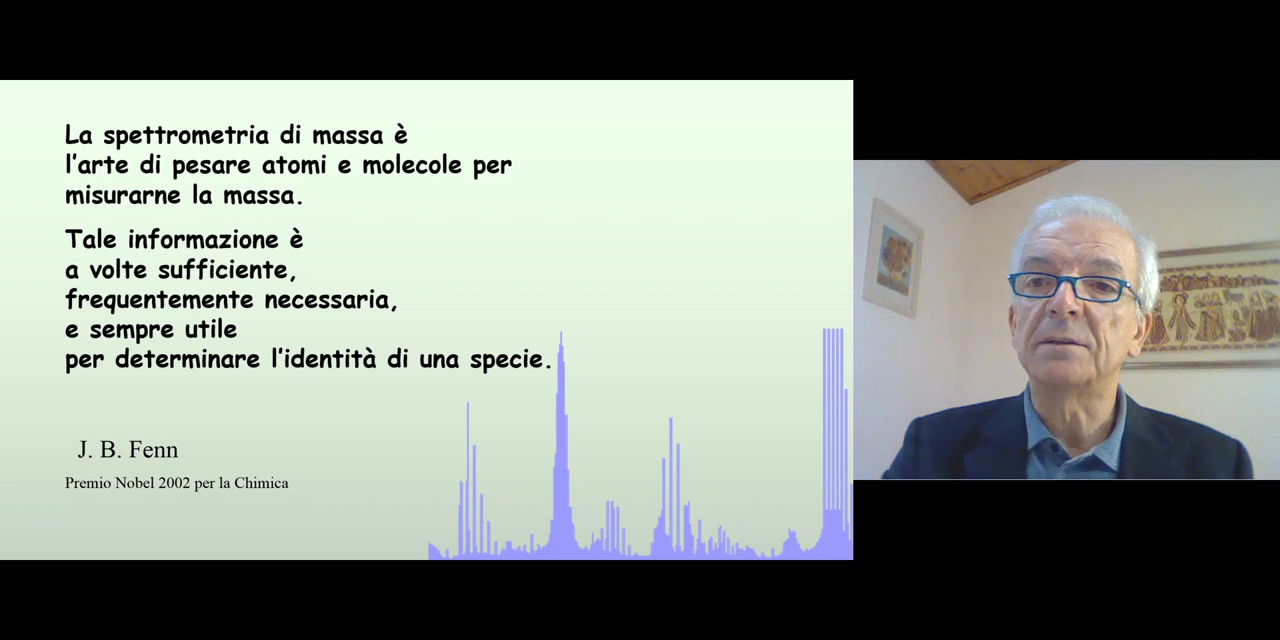 La spettrometria di massa è
l'arte di pesare atomi e molecole per
misurarne la massa.
Tale informazione è
a volte sufficiente,
frequentemente necessaria,
e sempre utile
per determinare l'identità di una specie.
J. B. Fenn
Premio Nobel 2002 per la Chimica